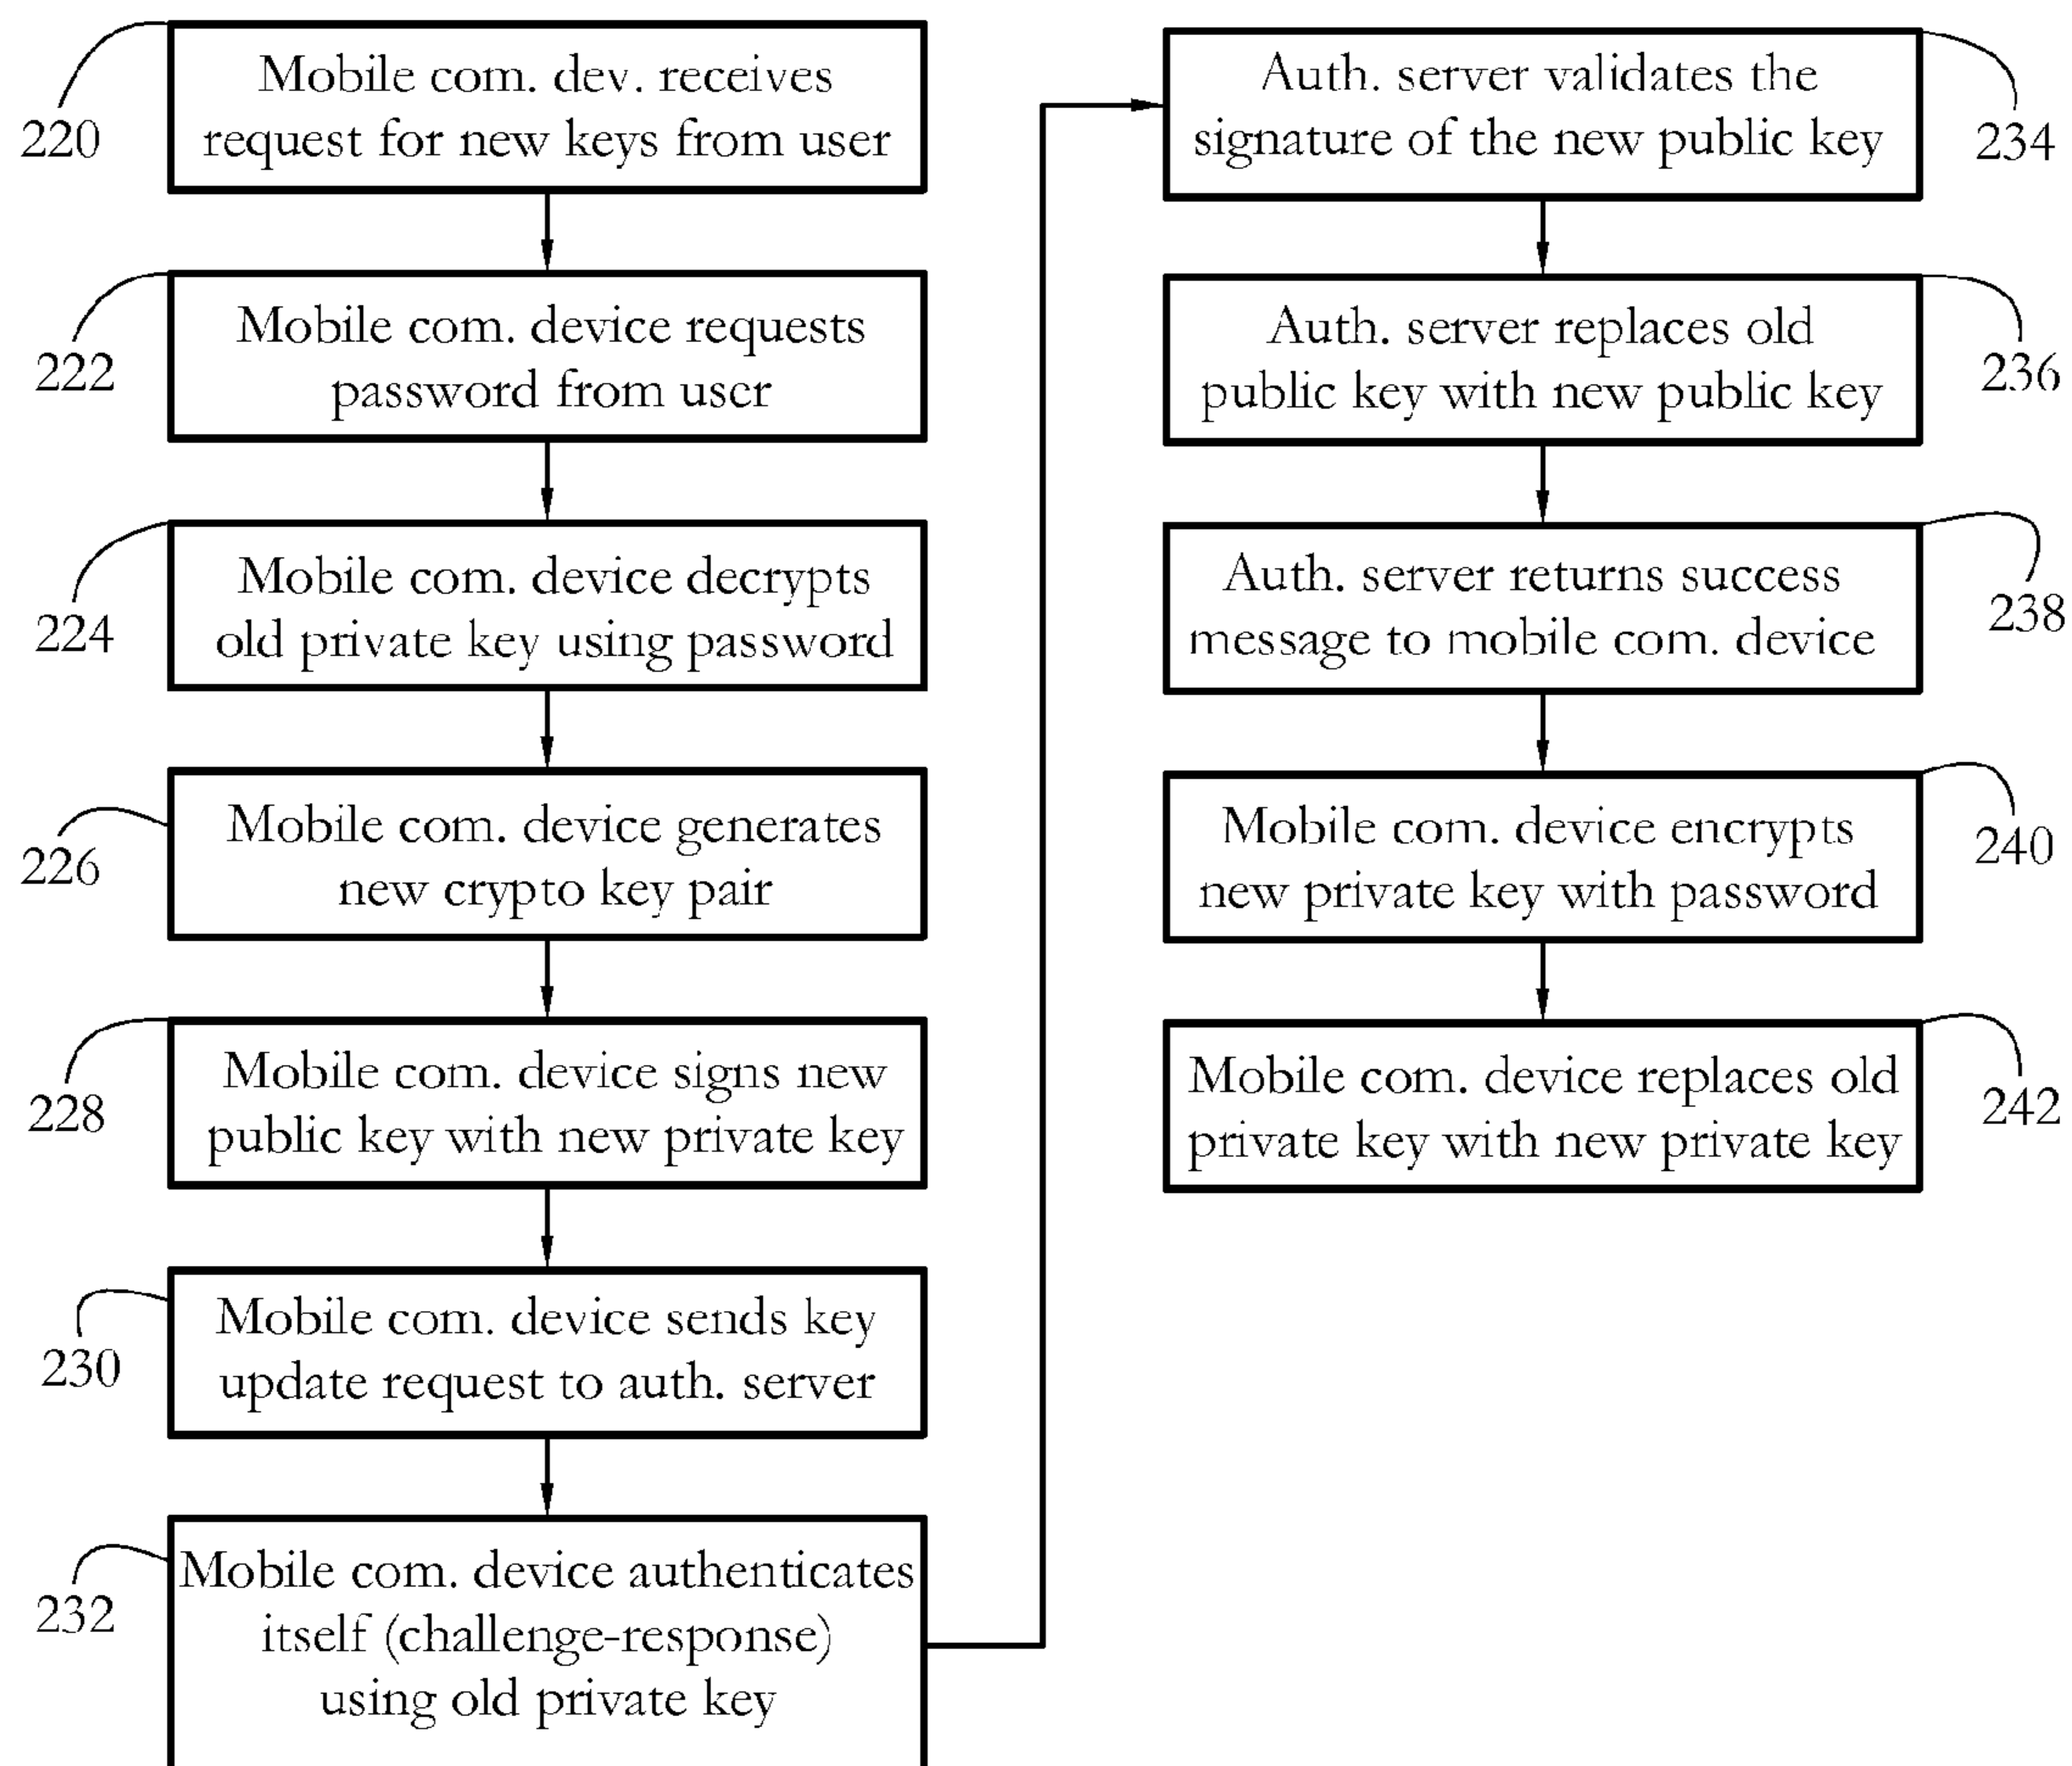 Mobile com. dev. receives
request for new keys from user
220
Mobile com. device requests
password from user
222
Mobile com. device decrypts
old private key using password
224
Mobile com. device generates
new crypto key pair
226
Mobile com. device signs new
public key with new private key
228
Mobile com. device sends key
update request to auth. server
230
Mobile com. device authenticates
itself (challenge-response)
using old private key
232
Auth. server validates the
signature of the new public key
234
Auth. server replaces old
public key with new public key
236
Auth. server returns success
message to mobile com. device
238
Mobile com. device encrypts
new private key with password
240
Mobile com. device replaces old
private key with new private key
242